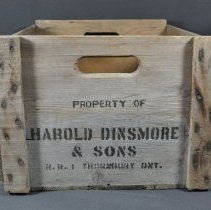 PROPERTY OF
HAROLD DINSMORE
& SONS
R.R.1 THORNBURY ONT.